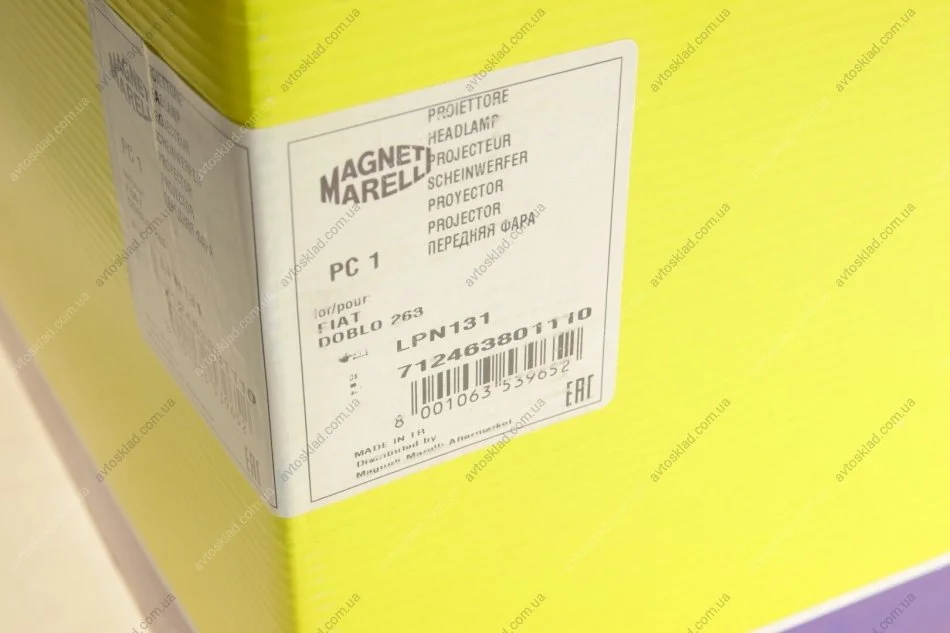 MAGNETI
MARELLI
PROIETTORE
HEADLAMP
PROJECTEUR
SCHEINWERFER
PROYECTOR
PROJECTOR
ПЕРЕДНЯЯ ФАРА
PC 1
for/pour
FIAT
DOBLO 263
LPN131
712463801110
8 001063 539652
EAC
MADE IN TR
Distributed by
Magneti Marelli Aftermarket
avtosklad.com.ua